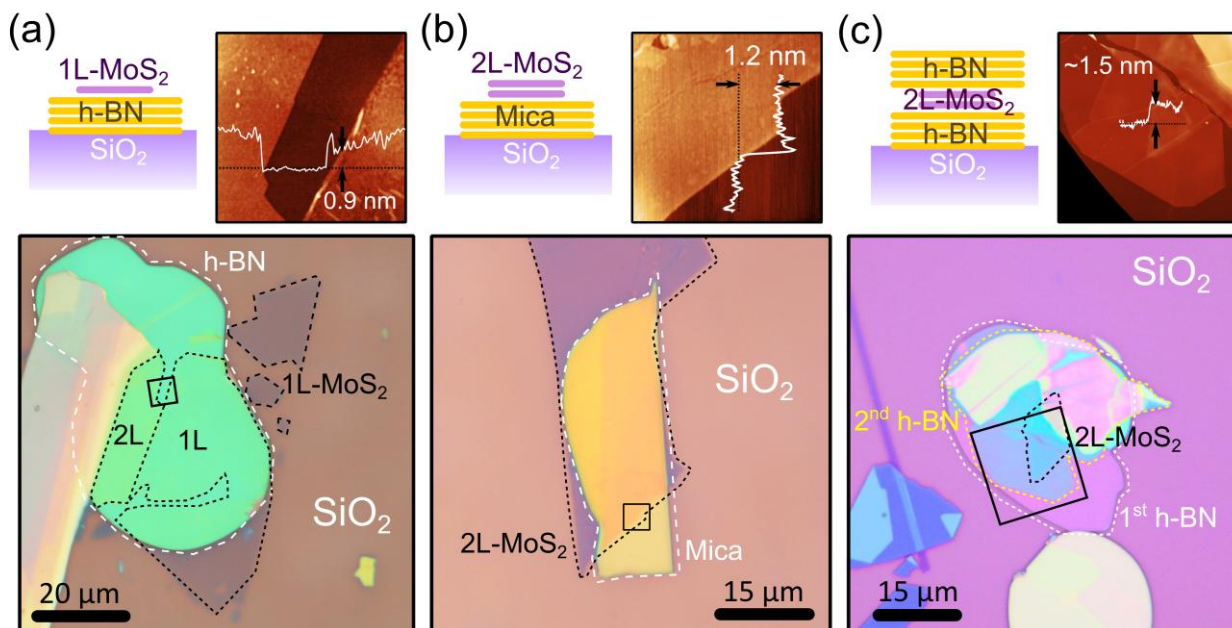 (a)
1L-MoS₂
h-BN
SiO₂
0.9 nm
h-BN
1L-MoS₂
2L
1L
SiO₂
20 µm
(b)
2L-MoS₂
Mica
SiO₂
1.2 nm
SiO₂
2L-MoS₂
Mica
15 µm
(c)
h-BN
2L-MoS₂
h-BN
SiO₂
~1.5 nm
SiO₂
2nd h-BN
2L-MoS₂
1st h-BN
15 µm